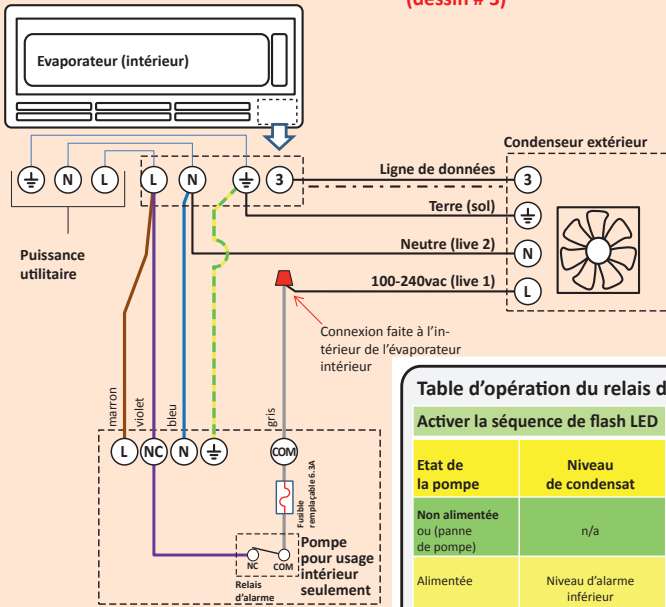 (dessin # 3)
Evaporateur (intérieur)
Condenseur extérieur
N
L
L
N
3
Ligne de données
3
Terre (sol)
Neutre (live 2)
N
100-240vac (live 1)
L
Puissance
utilitaire
Connexion faite à l'in-
térieur de l'évaporateur
intérieur
marron
violet
bleu
gris
L
NC
N
COM
Fusible
remplaçable 6.3A
NC
COM
Relais
d'alarme
Pompe
pour usage
intérieur
seulement
Table d'opération du relais d
Activer la séquence de flash LED
Etat de
la pompe
Niveau
de condensat
Non alimentée
ou (panne
de pompe)
n/a
Alimentée
Niveau d'alarme
inférieur